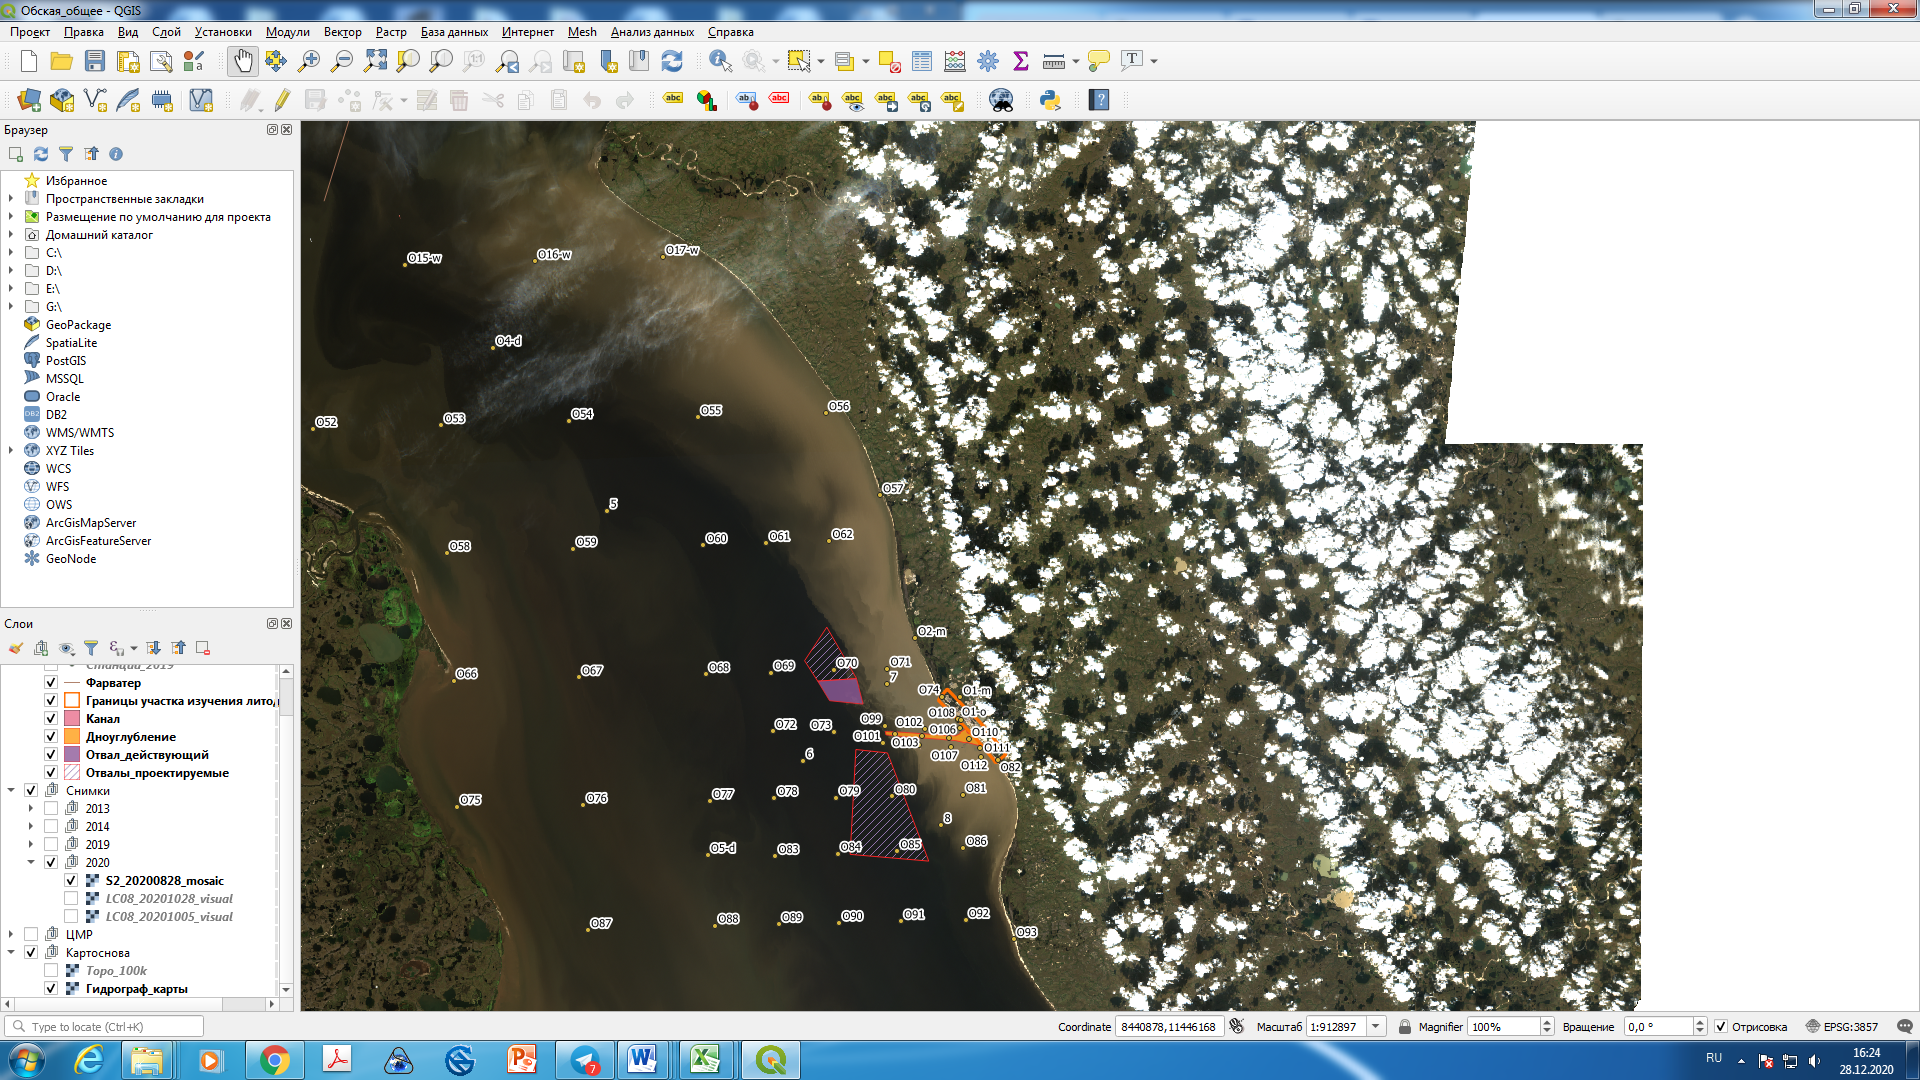 Обская_общее - QGIS
Проект Правка Вид Слой Установки Модули Вектор Растр База данных Интернет Mesh Анализ данных Справка
Браузер
Избранное
Пространственные закладки
Размещение по умолчанию для проекта
Домашний каталог
C:\
D:\
E:\
G:\
GeoPackage
SpatiaLite
PostGIS
MSSQL
Oracle
DB2
WMS/WMTS
XYZ Tiles
WCS
WFS
OWS
ArcGisMapServer
ArcGisFeatureServer
GeoNode
Слои
Станции_2019
Фарватер
Границы участка изучения лито
Канал
Дноуглубление
Отвал_действующий
Отвалы_проектируемые
Снимки
2013
2014
2019
2020
S2_20200828_mosaic
LC08_20201028_visual
LC08_20201005_visual
ЦМР
Картоснова
Topo_100k
Гидрограф_карты
O15-w O16-w O17-w
O4-d
O52 O53 O54 O55 O56
O57
5
O58 O59 O60 O61 O62
O2-m
O66 O67 O68 O69 O70 O71
7
O74 O1-m
O108 O1-o
O72 O73 O99 O102 O106 O110
O101 O103 O107 O111
6 O112 O82
O75 O76 O77 O78 O79 O80 O81
8
O5-d O83 O84 O85 O86
O87 O88 O89 O90 O91 O92
O93
Type to locate (Ctrl+K)
Coordinate 8440878,11446168 Масштаб 1:912897 Magnifier 100% Вращение 0,0 ° Отрисовка EPSG:3857
7
RU
16:24
28.12.2020